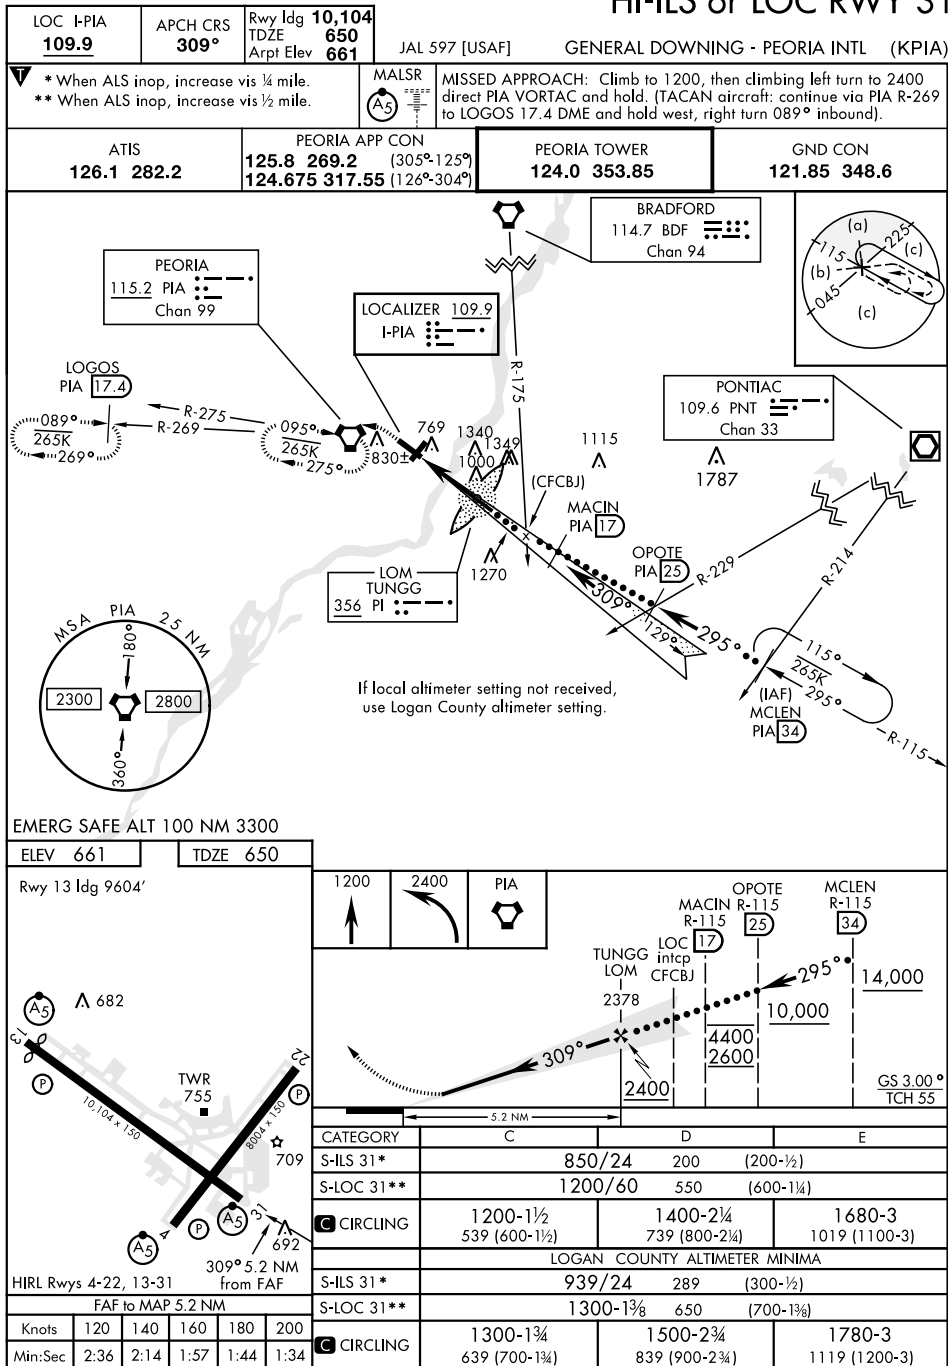 HI-ILS or LOC RWY 31
LOC I-PIA
109.9
APCH CRS
309°
Rwy ldg 10,104
TDZE 650
Arpt Elev 661
JAL 597 [USAF]
GENERAL DOWNING - PEORIA INTL (KPIA)
T
* When ALS inop, increase vis ¼ mile.
** When ALS inop, increase vis ½ mile.
MALSR
A5
MISSED APPROACH: Climb to 1200, then climbing left turn to 2400
direct PIA VORTAC and hold. (TACAN aircraft: continue via PIA R-269
to LOGOS 17.4 DME and hold west, right turn 089° inbound).
ATIS
126.1 282.2
PEORIA APP CON
125.8 269.2 (305°-125°)
124.675 317.55 (126°-304°)
PEORIA TOWER
124.0 353.85
GND CON
121.85 348.6
BRADFORD
114.7 BDF
Chan 94
(a)
225
(c)
115
(b)
045
(c)
PEORIA
115.2 PIA
Chan 99
LOCALIZER 109.9
I-PIA
R-175
LOGOS
PIA 17.4
PONTIAC
109.6 PNT
Chan 33
089°
265K
269°
R-275
R-269
095°
265K
275°
830±
769
1340
1349
1000
1115
1787
(CFCBJ)
MACIN
PIA 17
OPOTE
PIA 25
1270
LOM
TUNGG
356 PI
R-229
R-214
309°
129°
295°
115°
265K
295°
(IAF)
MCLEN
PIA 34
R-115
MSA PIA 25 NM
180°
2300
2800
360°
If local altimeter setting not received,
use Logan County altimeter setting.
EMERG SAFE ALT 100 NM 3300
ELEV 661
TDZE 650
Rwy 13 ldg 9604'
A5
682
13
P
22
TWR
755
P
10,104 x 150
8004 x 150
709
4
P
A5
31
A5
692
309° 5.2 NM
from FAF
HIRL Rwys 4-22, 13-31
FAF to MAP 5.2 NM
Knots 120 140 160 180 200
Min:Sec 2:36 2:14 1:57 1:44 1:34
1200
2400
PIA
TUNGG
LOM
2378
LOC
intcp
CFCBJ
MACIN
R-115
17
OPOTE
R-115
25
MCLEN
R-115
34
295°
14,000
10,000
4400
2600
2400
309°
GS 3.00°
TCH 55
5.2 NM
CATEGORY C D E
S-ILS 31* 850/24 200 (200-½)
S-LOC 31** 1200/60 550 (600-1¼)
C CIRCLING 1200-1½ 1400-2¼ 1680-3
539 (600-1½) 739 (800-2¼) 1019 (1100-3)
LOGAN COUNTY ALTIMETER MINIMA
S-ILS 31* 939/24 289 (300-½)
S-LOC 31** 1300-1⅜ 650 (700-1⅜)
C CIRCLING 1300-1¾ 1500-2¾ 1780-3
639 (700-1¾) 839 (900-2¾) 1119 (1200-3)